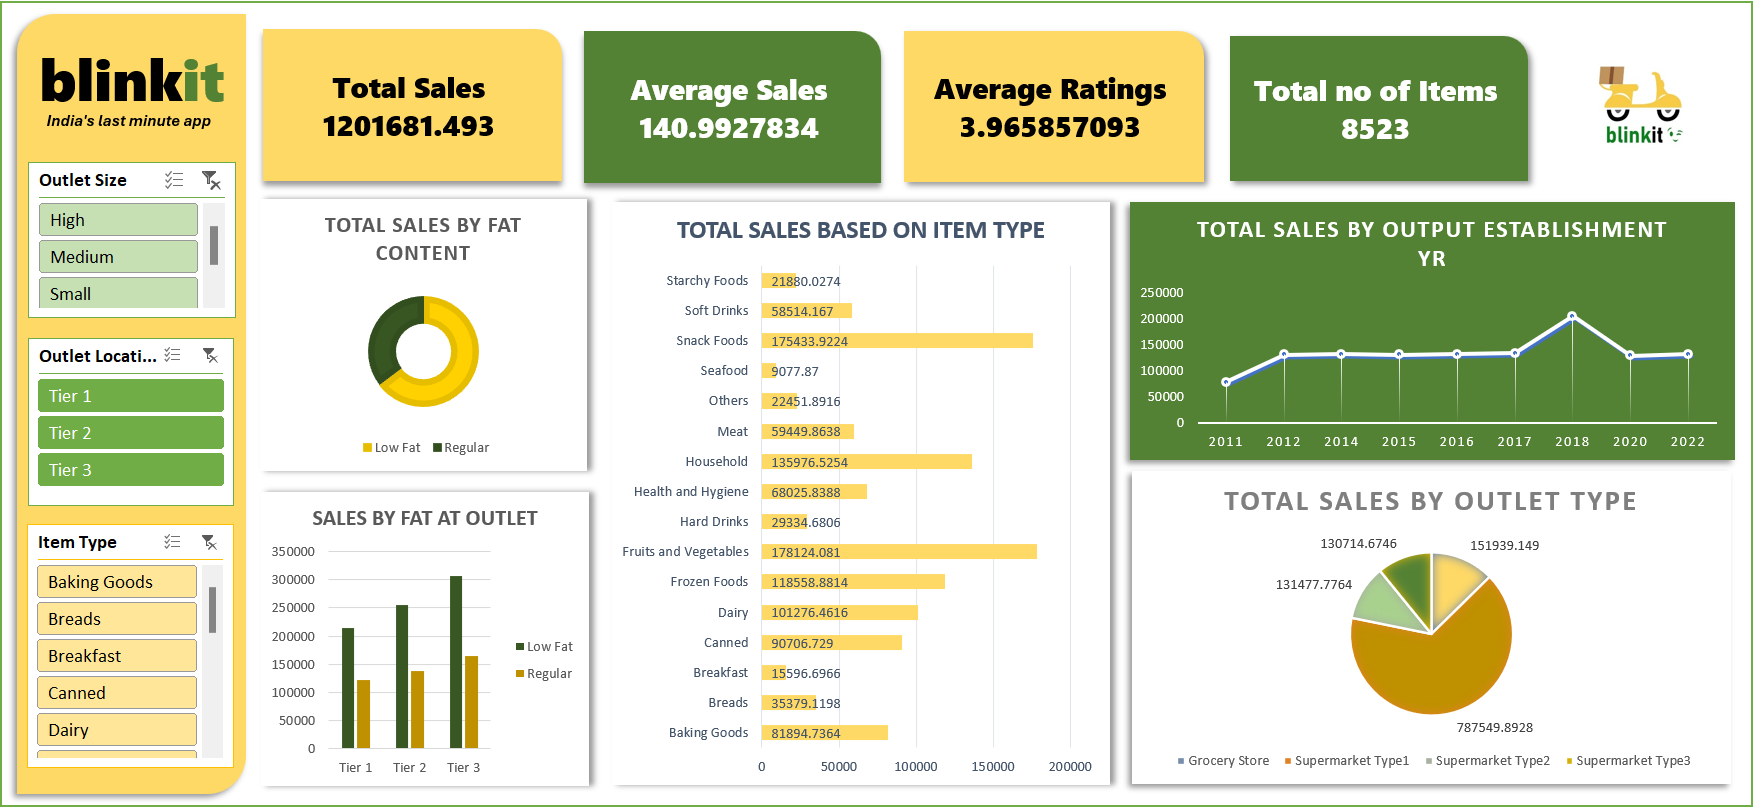 blinkit
India's last minute app
Outlet Size
High
Medium
Small
Outlet Locati...
Tier 1
Tier 2
Tier 3
Item Type
Baking Goods
Breads
Breakfast
Canned
Dairy
Total Sales
1201681.493
Average Sales
140.9927834
Average Ratings
3.965857093
Total no of Items
8523
blinkit
TOTAL SALES BY FAT
CONTENT
Low Fat
Regular
SALES BY FAT AT OUTLET
350000
300000
250000
200000
150000
100000
50000
0
Tier 1
Tier 2
Tier 3
Low Fat
Regular
TOTAL SALES BASED ON ITEM TYPE
Starchy Foods 21880.0274
Soft Drinks 58514.167
Snack Foods 175433.9224
Seafood 9077.87
Others 22451.8916
Meat 59449.8638
Household 135976.5254
Health and Hygiene 68025.8388
Hard Drinks 29334.6806
Fruits and Vegetables 178124.081
Frozen Foods 118558.8814
Dairy 101276.4616
Canned 90706.729
Breakfast 15596.6966
Breads 35379.1198
Baking Goods 81894.7364
0 50000 100000 150000 200000
TOTAL SALES BY OUTPUT ESTABLISHMENT
YR
250000
200000
150000
100000
50000
0
2011 2012 2014 2015 2016 2017 2018 2020 2022
TOTAL SALES BY OUTLET TYPE
130714.6746
151939.149
131477.7764
787549.8928
Grocery Store
Supermarket Type1
Supermarket Type2
Supermarket Type3